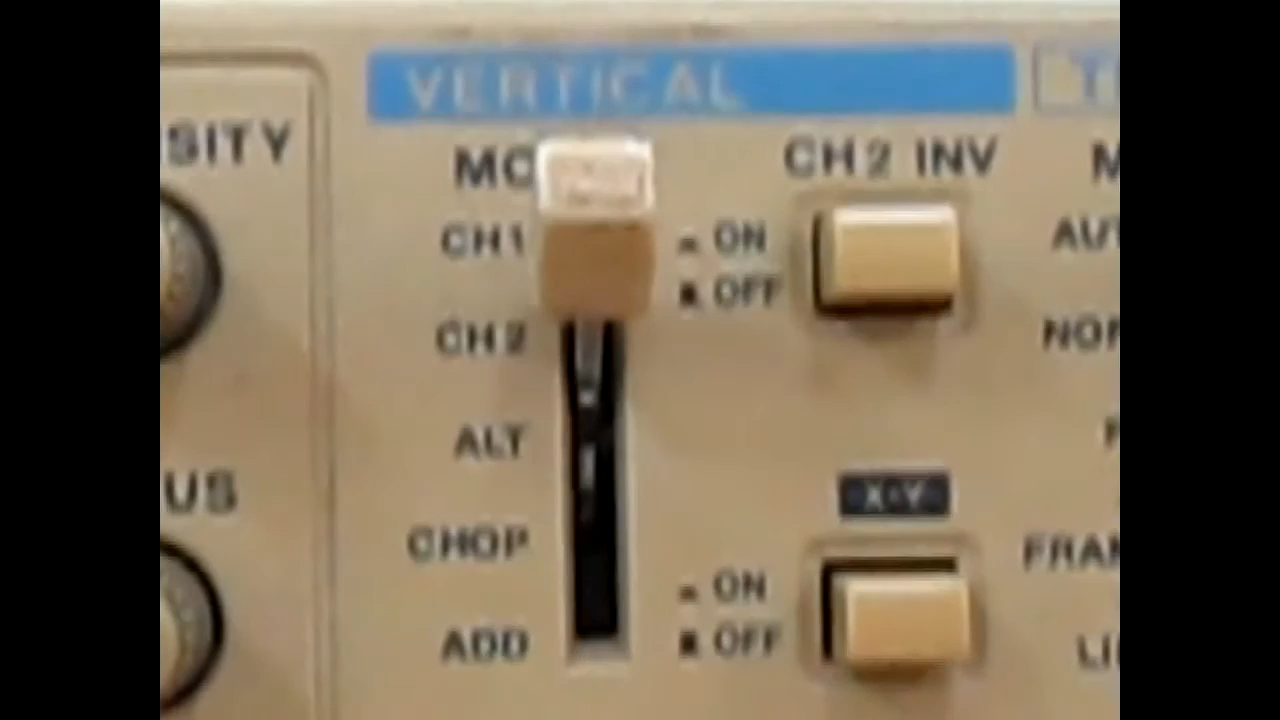 VERTICAL
SITY
CH 2 INV
CH1
ON
OFF
CH 2
ALT
US
X-Y
CHOP
ON
OFF
ADD